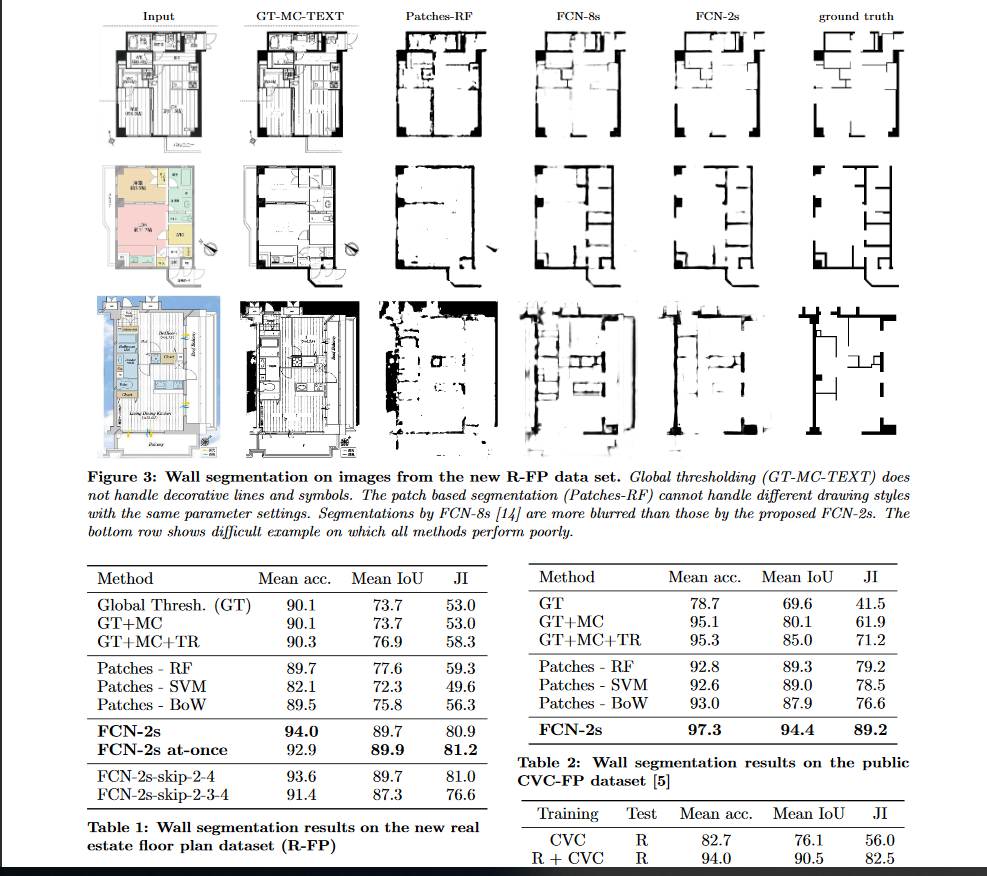 Input GT-MC-TEXT Patches-RF FCN-8s FCN-2s ground truth
Figure 3: Wall segmentation on images from the new R-FP data set. Global thresholding (GT-MC-TEXT) does
not handle decorative lines and symbols. The patch based segmentation (Patches-RF) cannot handle different drawing styles
with the same parameter settings. Segmentations by FCN-8s [14] are more blurred than those by the proposed FCN-2s. The
bottom row shows difficult example on which all methods perform poorly.
Method Mean acc. Mean IoU JI
Global Thresh. (GT) 90.1 73.7 53.0
GT+MC 90.1 73.7 53.0
GT+MC+TR 90.3 76.9 58.3
Patches - RF 89.7 77.6 59.3
Patches - SVM 82.1 72.3 49.6
Patches - BoW 89.5 75.8 56.3
FCN-2s 94.0 89.7 80.9
FCN-2s at-once 92.9 89.9 81.2
FCN-2s-skip-2-4 93.6 89.7 81.0
FCN-2s-skip-2-3-4 91.4 87.3 76.6
Table 1: Wall segmentation results on the new real
estate floor plan dataset (R-FP)
Method Mean acc. Mean IoU JI
GT 78.7 69.6 41.5
GT+MC 95.1 80.1 61.9
GT+MC+TR 95.3 85.0 71.2
Patches - RF 92.8 89.3 79.2
Patches - SVM 92.6 89.0 78.5
Patches - BoW 93.0 87.9 76.6
FCN-2s 97.3 94.4 89.2
Table 2: Wall segmentation results on the public
CVC-FP dataset [5]
Training Test Mean acc. Mean IoU JI
CVC R 82.7 76.1 56.0
R + CVC R 94.0 90.5 82.5